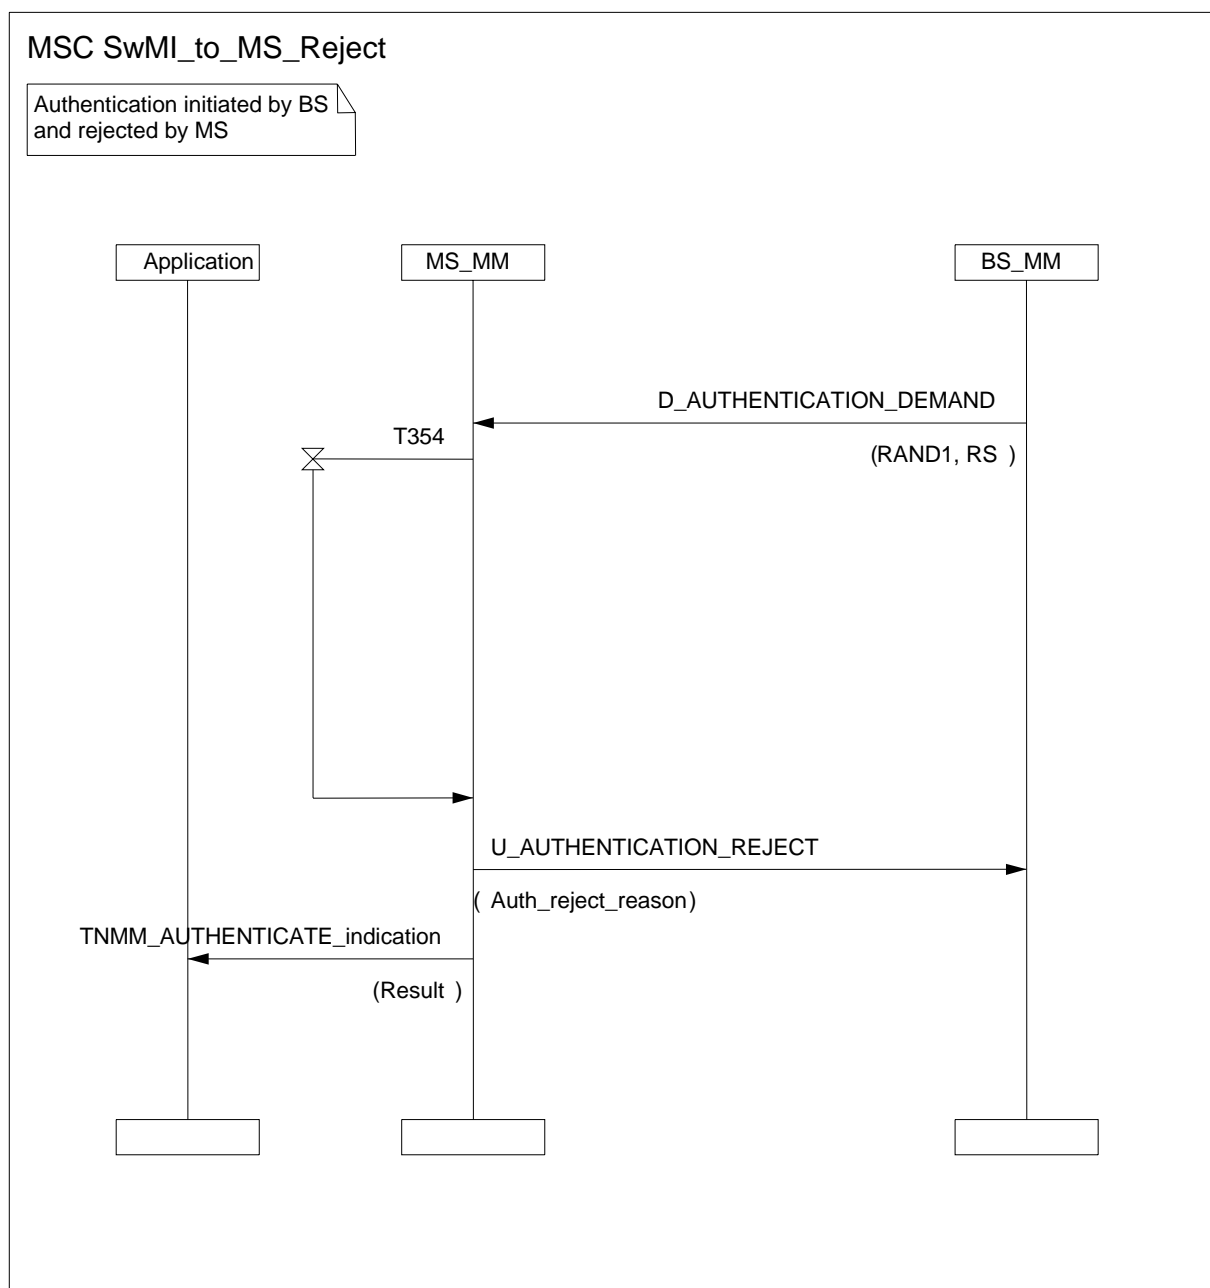 MSC SwMI_to_MS_Reject
Authentication initiated by BS
and rejected by MS
Application
MS_MM
BS_MM
D_AUTHENTICATION_DEMAND
T354
(RAND1, RS )
U_AUTHENTICATION_REJECT
( Auth_reject_reason)
TNMM_AUTHENTICATE_indication
(Result )